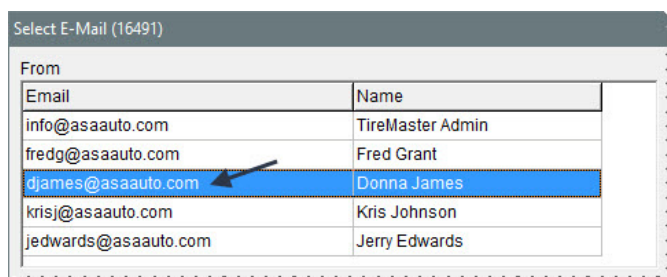 Select E-Mail (16491)
From
Email Name
info@asaauto.com TireMaster Admin
fredg@asaauto.com Fred Grant
djames@asaauto.com Donna James
krisj@asaauto.com Kris Johnson
jedwards@asaauto.com Jerry Edwards